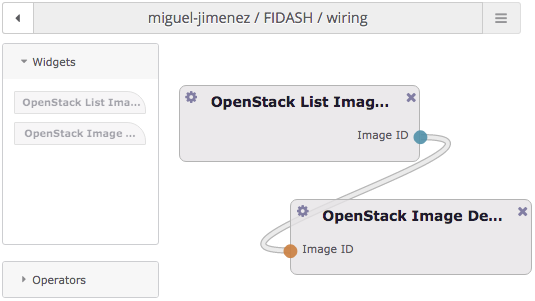 miguel-jimenez / FIDASH / wiring
Widgets
OpenStack List Ima...
OpenStack Image ...
Operators
OpenStack List Imag...
Image ID
OpenStack Image De...
Image ID